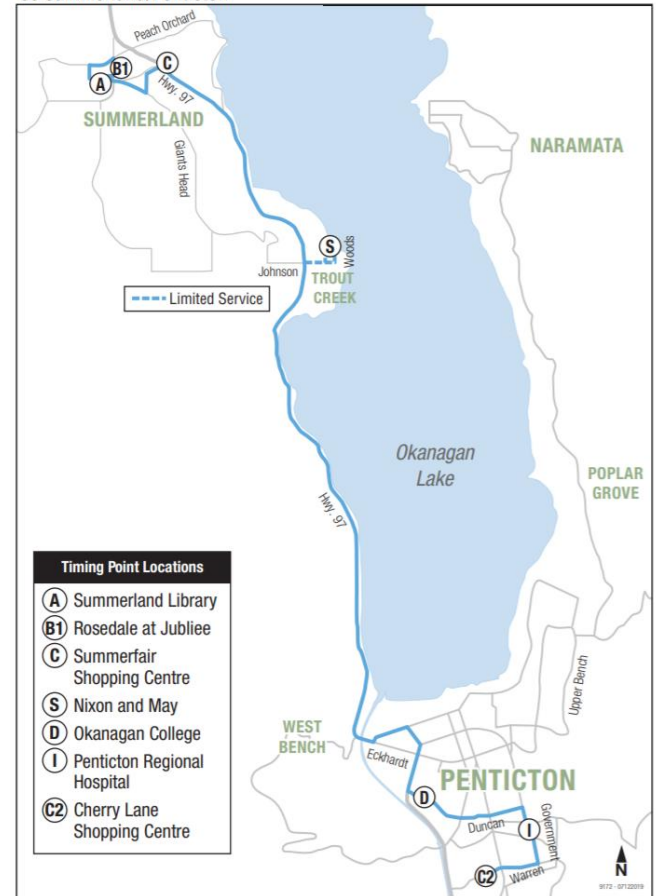 Peach Orchard
B1
C
A
Hwy. 97
SUMMERLAND
NARAMATA
Giants Head
S
Woods
Johnson
TROUT
CREEK
Limited Service
Okanagan
Lake
POPLAR
GROVE
Hwy. 97
Timing Point Locations
A Summerland Library
B1 Rosedale at Jubliee
C Summerfair
Shopping Centre
S Nixon and May
D Okanagan College
I Penticton Regional
Hospital
C2 Cherry Lane
Shopping Centre
Upper Bench
WEST
BENCH
Eckhardt
PENTICTON
D
Government
Duncan
I
C2
Warren
N
9172 - 07122019